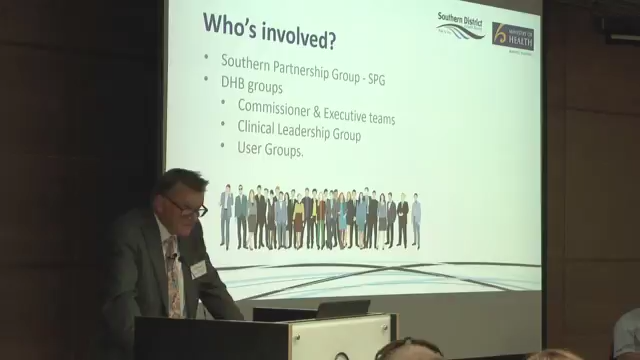 Who's involved?
Southern District
MINISTRY OF
HEALTH
• Southern Partnership Group - SPG
• DHB groups
• Commissioner & Executive teams
• Clinical Leadership Group
• User Groups.